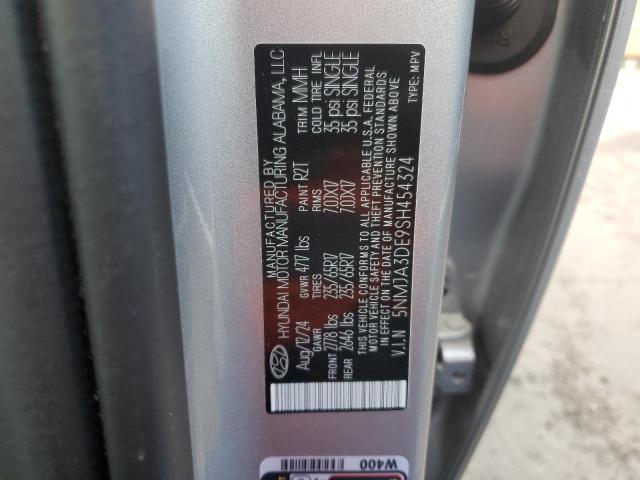 MANUFACTURED BY
HYUNDAI MOTOR MANUFACTURING ALABAMA, LLC
Aug/12/24 GVWR 4717 lbs PAINT R2T TRIM MMH
GAWR TIRES RIMS COLD TIRE INFL
FRONT 2778 lbs 235/65R17 7.0JX17 35 psi SINGLE
REAR 2646 lbs 235/65R17 7.0JX17 35 psi SINGLE
THIS VEHICLE CONFORMS TO ALL APPLICABLE U.S.A. FEDERAL
MOTOR VEHICLE SAFETY AND THEFT PREVENTION STANDARDS
IN EFFECT ON THE DATE OF MANUFACTURE SHOWN ABOVE
V.I.N 5NMJA3DE9SH454324 TYPE: MPV
W400